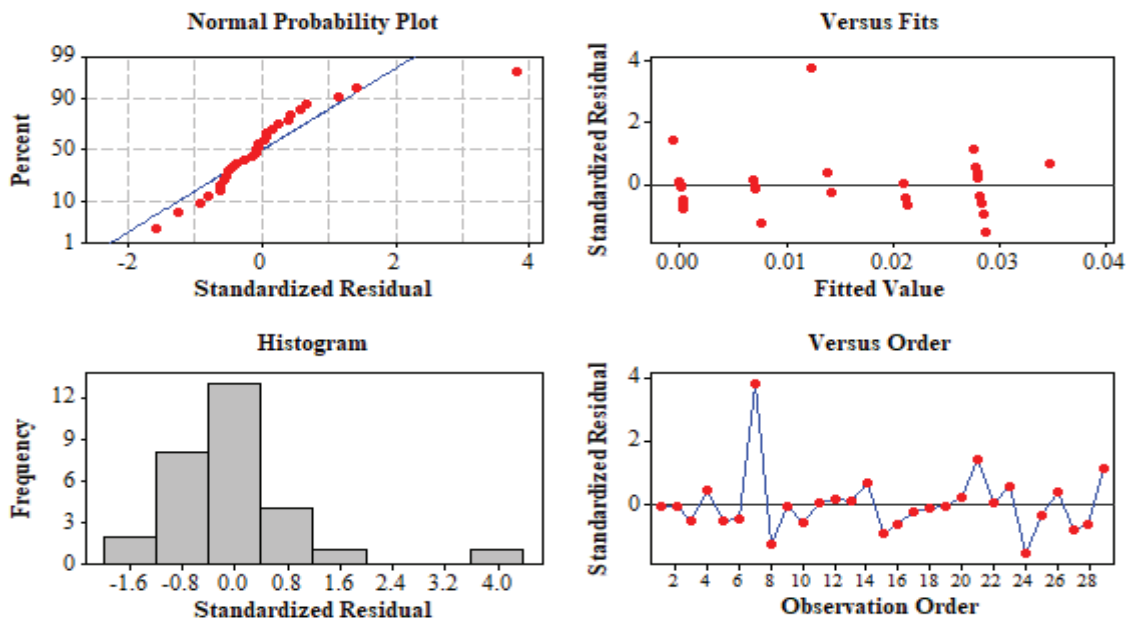 Normal Probability Plot
Percent
99
90
50
10
1
-2 0 2 4
Standardized Residual
Versus Fits
Standardized Residual
4
2
0
0.00 0.01 0.02 0.03 0.04
Fitted Value
Histogram
Frequency
12
9
6
3
0
-1.6 -0.8 0.0 0.8 1.6 2.4 3.2 4.0
Standardized Residual
Versus Order
Standardized Residual
4
2
0
2 4 6 8 10 12 14 16 18 20 22 24 26 28
Observation Order